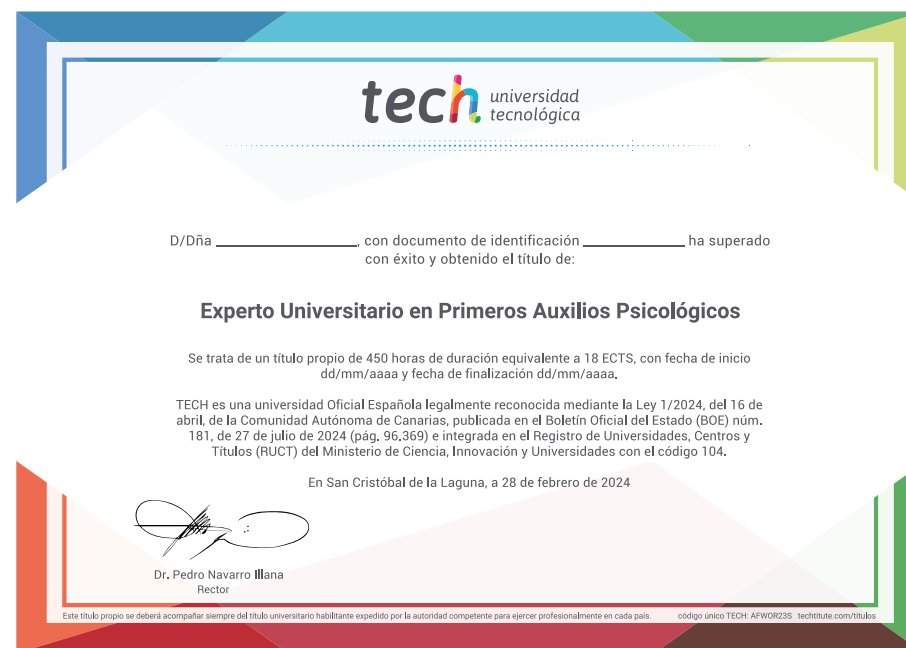 tech universidad
tecnológica
D/Dña ______________, con documento de identificación __________ ha superado
con éxito y obtenido el título de:
Experto Universitario en Primeros Auxilios Psicológicos
Se trata de un título propio de 450 horas de duración equivalente a 18 ECTS, con fecha de inicio
dd/mm/aaaa y fecha de finalización dd/mm/aaaa.
TECH es una universidad Oficial Española legalmente reconocida mediante la Ley 1/2024, del 16 de
abril, de la Comunidad Autónoma de Canarias, publicada en el Boletín Oficial del Estado (BOE) núm.
181, de 27 de julio de 2024 (pág. 96.369) e integrada en el Registro de Universidades, Centros y
Títulos (RUCT) del Ministerio de Ciencia, Innovación y Universidades con el código 104.
En San Cristóbal de la Laguna, a 28 de febrero de 2024
Dr. Pedro Navarro Illana
Rector
Este título propio se deberá acompañar siempre del título universitario habilitante expedido por la autoridad competente para ejercer profesionalmente en cada país. código único TECH: AFWOR23S techtitute.com/titulos